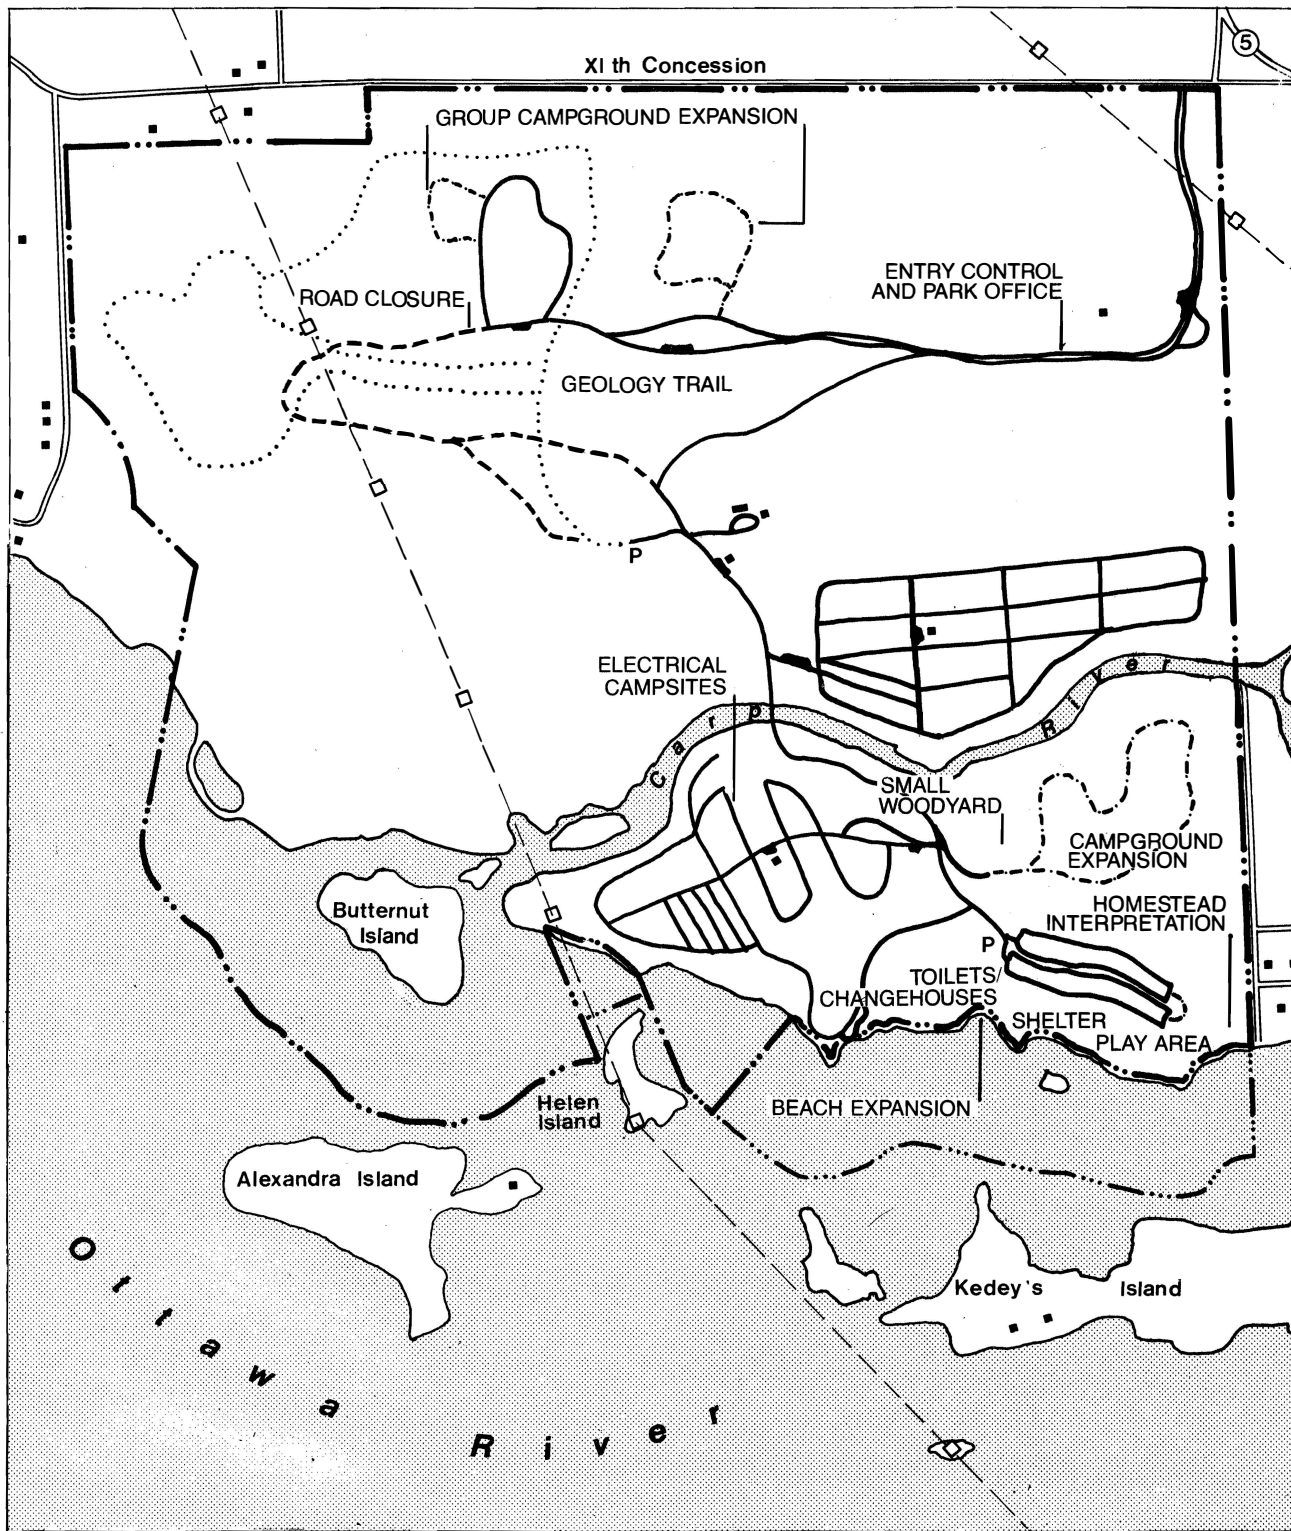 5
XI th Concession
GROUP CAMPGROUND EXPANSION
ENTRY CONTROL
AND PARK OFFICE
ROAD CLOSURE
GEOLOGY TRAIL
P
ELECTRICAL
CAMPSITES
Carp River
SMALL
WOODYARD
CAMPGROUND
EXPANSION
HOMESTEAD
INTERPRETATION
Butternut
Island
P
TOILETS/
CHANGEHOUSES
SHELTER
PLAY AREA
BEACH EXPANSION
Helen
Island
Alexandra Island
Kedey's Island
Ottawa River